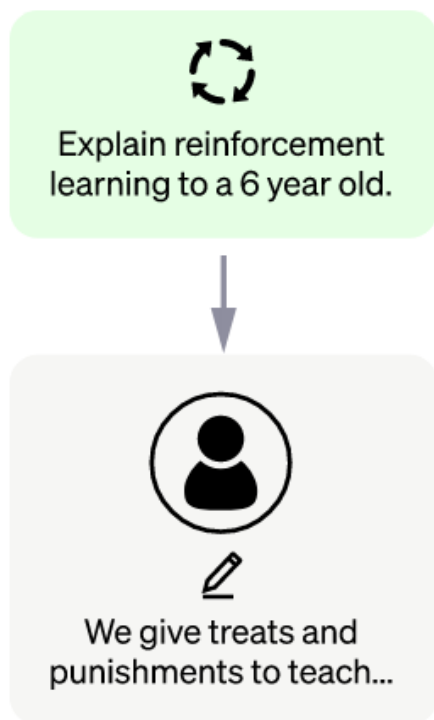 Explain reinforcement
learning to a 6 year old.
We give treats and
punishments to teach...